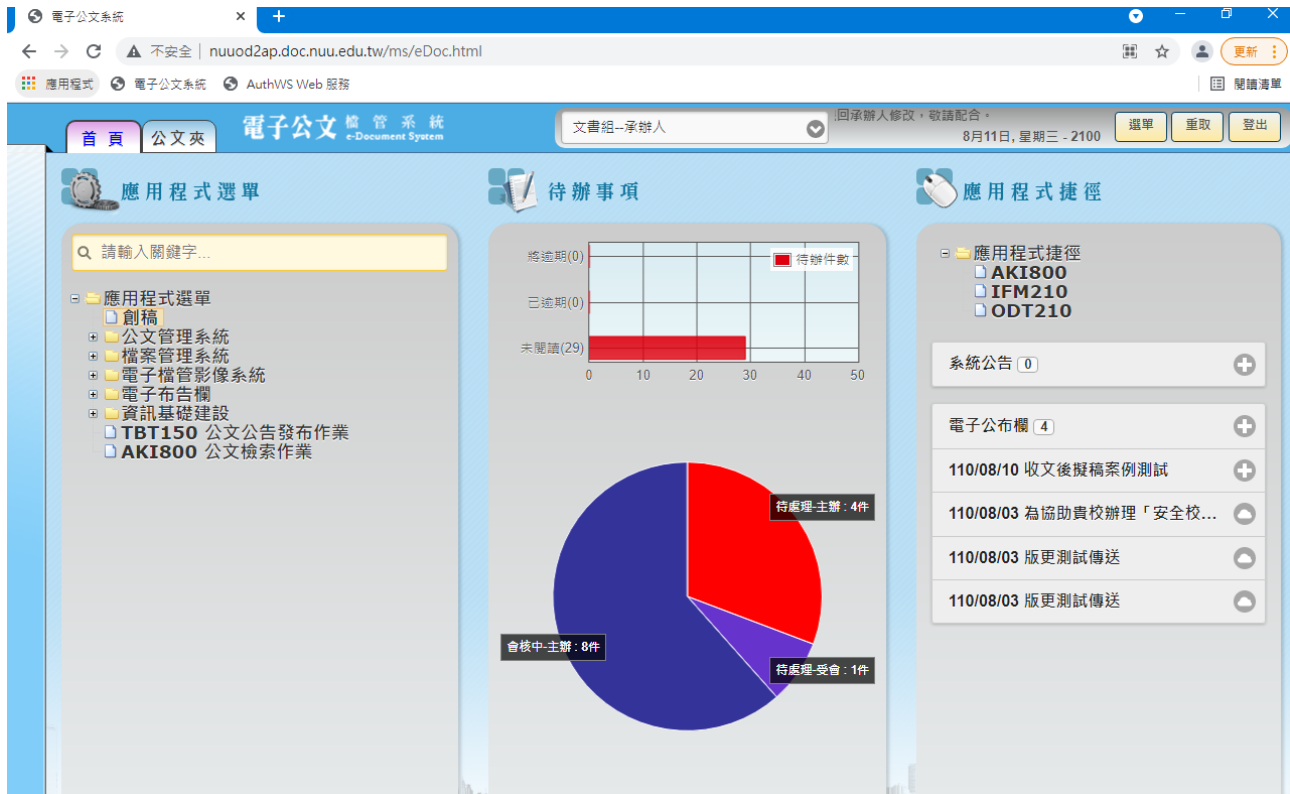 電子公文系統
不安全 | nuuod2ap.doc.nuu.edu.tw/ms/eDoc.html
更新
應用程式 電子公文系統 AuthWS Web 服務 閱讀清單
首頁 公文夾 電子公文 檔管系統 e-Document System
文書組--承辦人
回承辦人修改，敬請配合。
8月11日, 星期三 - 2100
選單 重取 登出
應用程式選單
請輸入關鍵字...
應用程式選單
創稿
公文管理系統
檔案管理系統
電子檔管影像系統
電子布告欄
資訊基礎建設
TBT150 公文公告發布作業
AKI800 公文檢索作業
待辦事項
待辦件數
將逾期(0)
已逾期(0)
未閱讀(29)
0 10 20 30 40 50
待處理-主辦 : 4件
會核中-主辦 : 8件
待處理-受會 : 1件
應用程式捷徑
應用程式捷徑
AKI800
IFM210
ODT210
系統公告 0
電子公布欄 4
110/08/10 收文後擬稿案例測試
110/08/03 為協助貴校辦理「安全校...
110/08/03 版更測試傳送
110/08/03 版更測試傳送